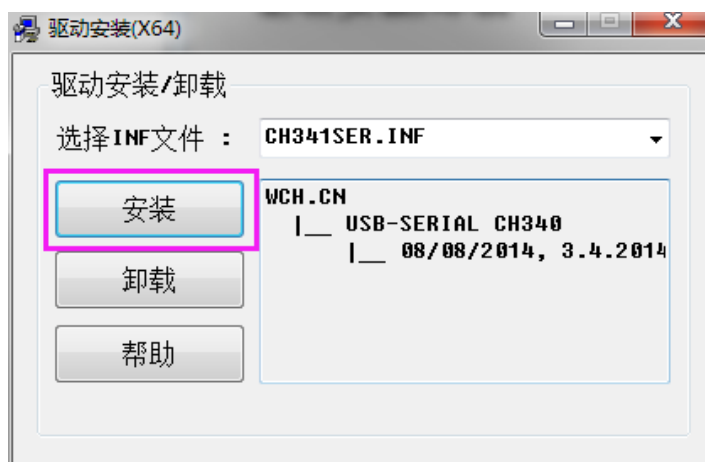 驱动安装(X64)
驱动安装/卸载
选择INF文件 : CH341SER.INF
安装
卸载
帮助
WCH.CN
|__ USB-SERIAL CH340
|__ 08/08/2014, 3.4.2014